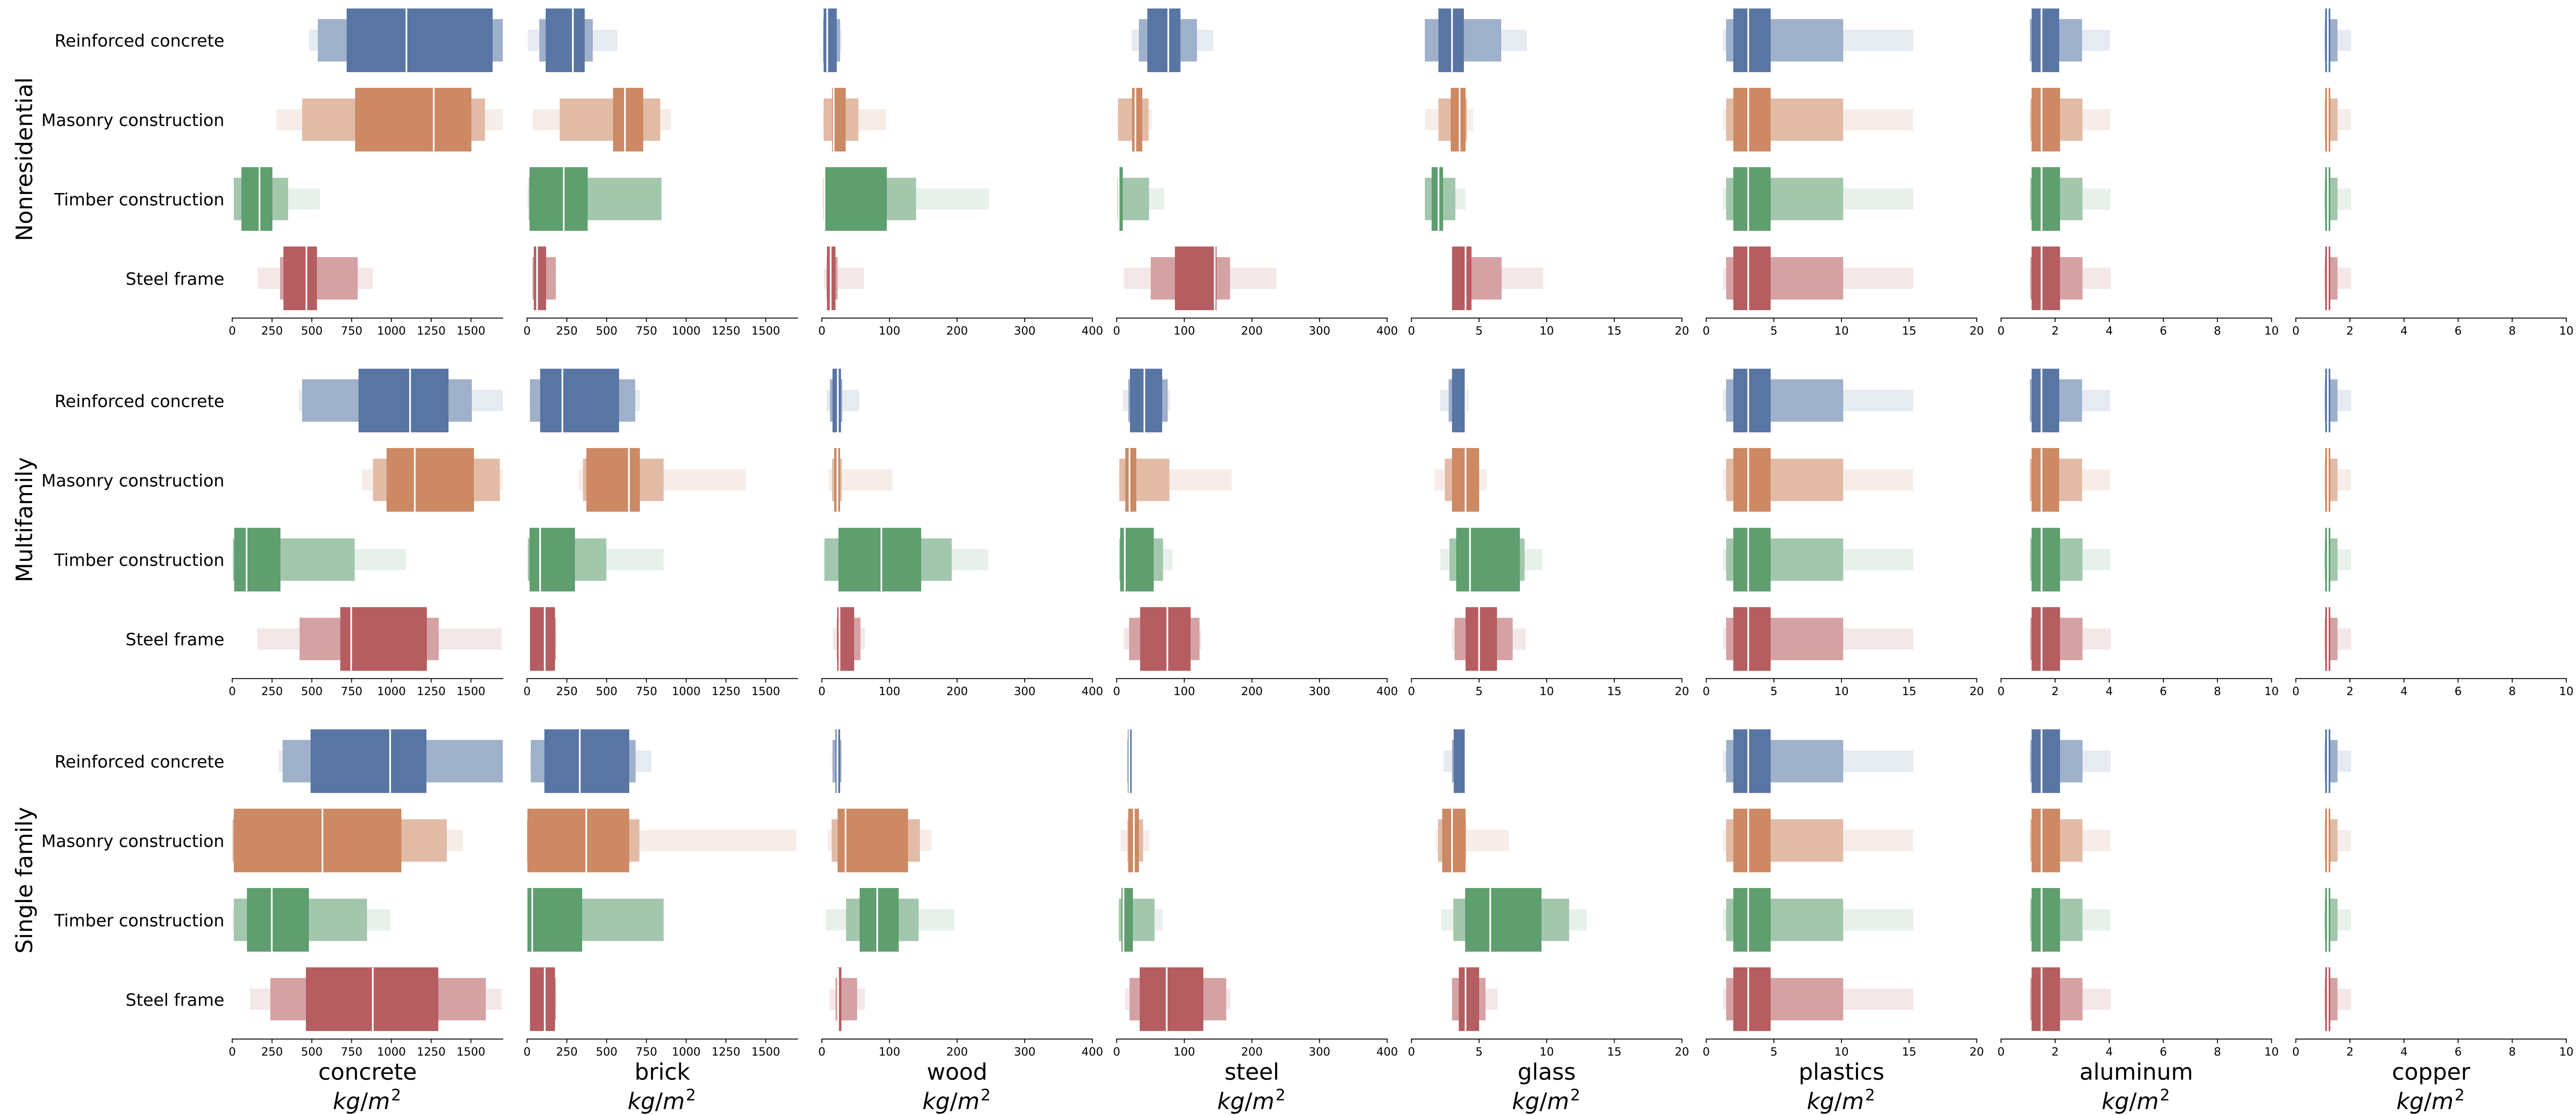 Nonresidential
Reinforced concrete
Masonry construction
Timber construction
Steel frame
0 250 500 750 1000 1250 1500
0 250 500 750 1000 1250 1500
0 100 200 300 400
0 100 200 300 400
0 5 10 15 20
0 5 10 15 20
0 2 4 6 8 10
0 2 4 6 8 10
Multifamily
Reinforced concrete
Masonry construction
Timber construction
Steel frame
0 250 500 750 1000 1250 1500
0 250 500 750 1000 1250 1500
0 100 200 300 400
0 100 200 300 400
0 5 10 15 20
0 5 10 15 20
0 2 4 6 8 10
0 2 4 6 8 10
Single family
Reinforced concrete
Masonry construction
Timber construction
Steel frame
0 250 500 750 1000 1250 1500
0 250 500 750 1000 1250 1500
0 100 200 300 400
0 100 200 300 400
0 5 10 15 20
0 5 10 15 20
0 2 4 6 8 10
0 2 4 6 8 10
concrete
kg/m²
brick
kg/m²
wood
kg/m²
steel
kg/m²
glass
kg/m²
plastics
kg/m²
aluminum
kg/m²
copper
kg/m²